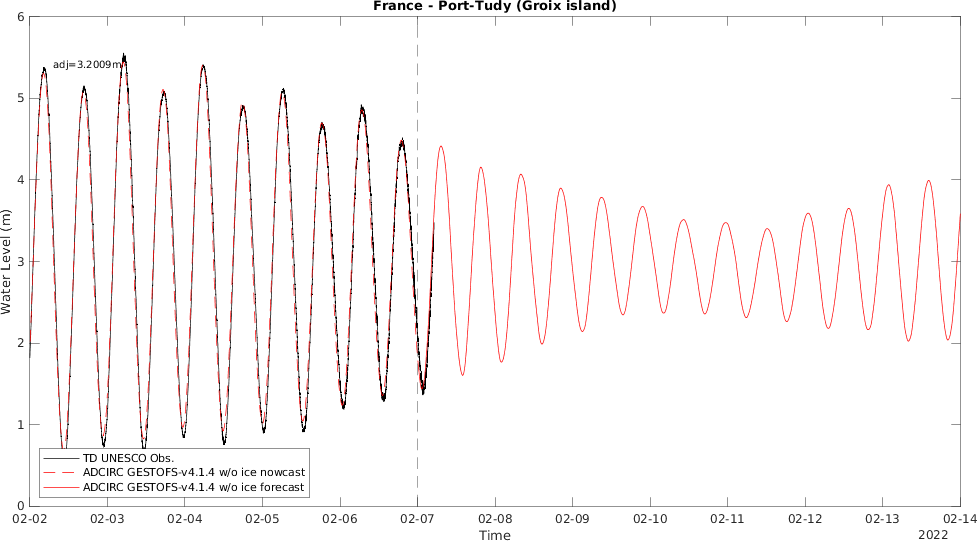 France - Port-Tudy (Groix island)
6
adj=3.2009m
5
4
3
2
1
0
Water Level (m)
TD UNESCO Obs.
ADCIRC GESTOFS-v4.1.4 w/o ice nowcast
ADCIRC GESTOFS-v4.1.4 w/o ice forecast
02-02 02-03 02-04 02-05 02-06 02-07 02-08 02-09 02-10 02-11 02-12 02-13 02-14
Time
2022